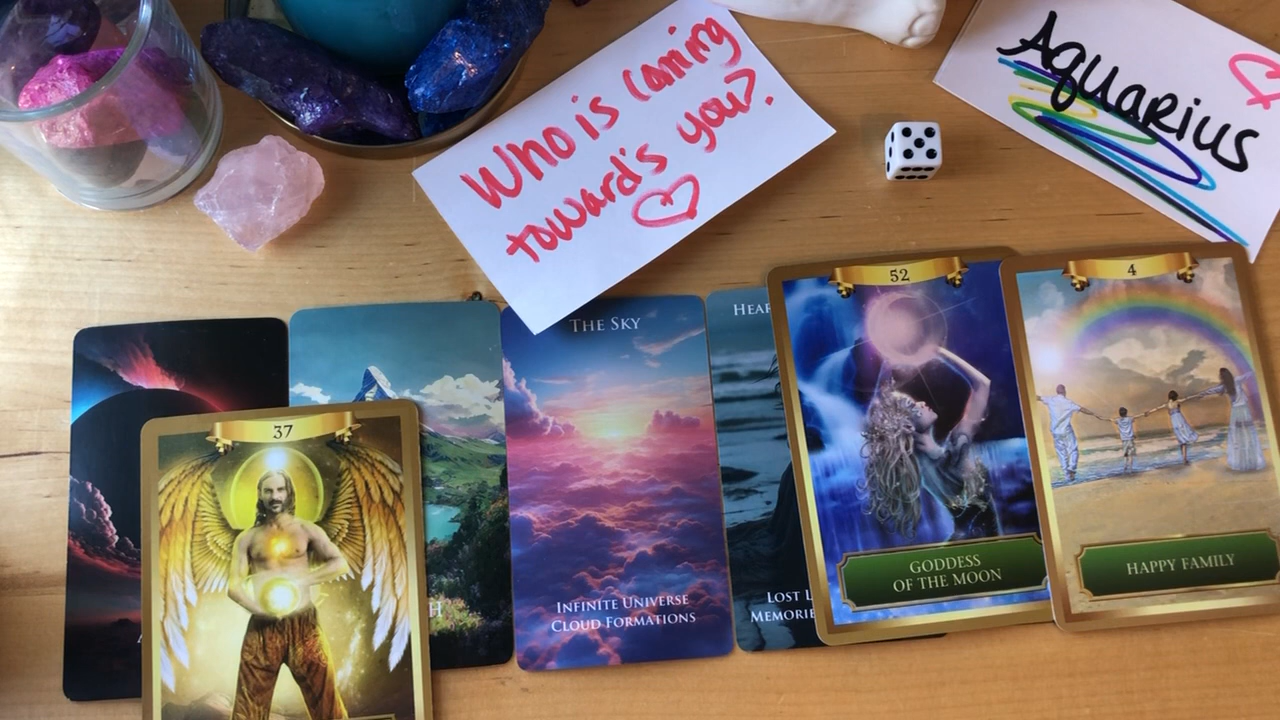 Who is coming
towards you?
Aquarius
THE SKY
INFINITE UNIVERSE
CLOUD FORMATIONS
52
GODDESS
OF THE MOON
4
HAPPY FAMILY
37